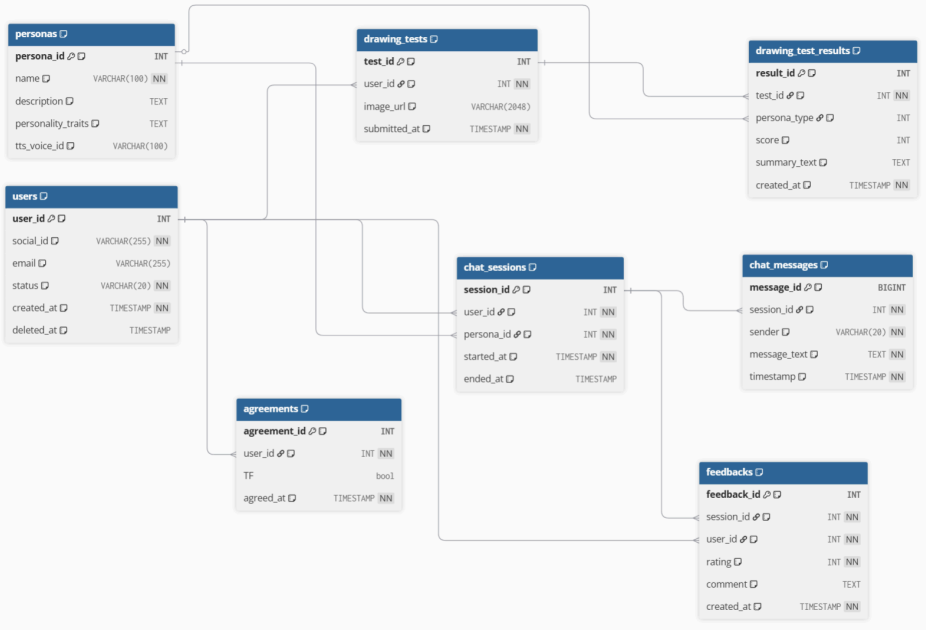 personas
persona_id INT
name VARCHAR(100) NN
description TEXT
personality_traits TEXT
tts_voice_id VARCHAR(100)
drawing_tests
test_id INT
user_id INT NN
image_url VARCHAR(2048)
submitted_at TIMESTAMP NN
drawing_test_results
result_id INT
test_id INT NN
persona_type INT
score INT
summary_text TEXT
created_at TIMESTAMP NN
users
user_id INT
social_id VARCHAR(255) NN
email VARCHAR(255)
status VARCHAR(20) NN
created_at TIMESTAMP NN
deleted_at TIMESTAMP
chat_sessions
session_id INT
user_id INT NN
persona_id INT NN
started_at TIMESTAMP NN
ended_at TIMESTAMP
chat_messages
message_id BIGINT
session_id INT NN
sender VARCHAR(20) NN
message_text TEXT NN
timestamp TIMESTAMP NN
agreements
agreement_id INT
user_id INT NN
TF bool
agreed_at TIMESTAMP NN
feedbacks
feedback_id INT
session_id INT NN
user_id INT NN
rating INT NN
comment TEXT
created_at TIMESTAMP NN